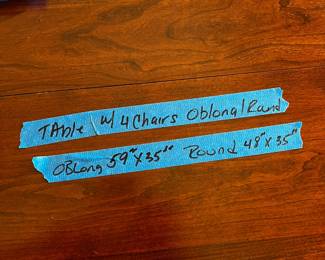 TAble w/ 4 Chairs Oblong/Round
OBLong 59"X35" Round 48"X35"